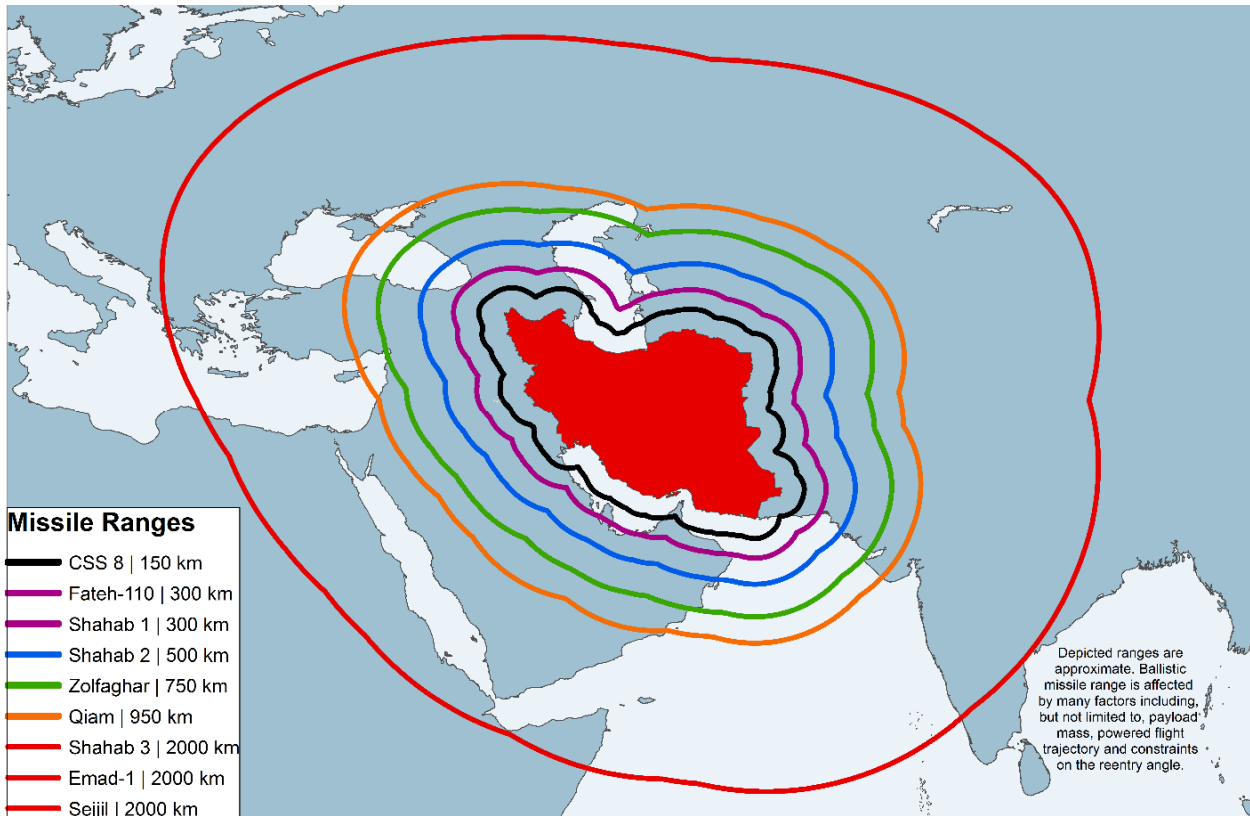 Missile Ranges
CSS 8 | 150 km
Fateh-110 | 300 km
Shahab 1 | 300 km
Shahab 2 | 500 km
Zolfaghar | 750 km
Qiam | 950 km
Shahab 3 | 2000 km
Emad-1 | 2000 km
Sejjil | 2000 km
Depicted ranges are
approximate. Ballistic
missile range is affected
by many factors including,
but not limited to, payload
mass, powered flight
trajectory and constraints
on the reentry angle.